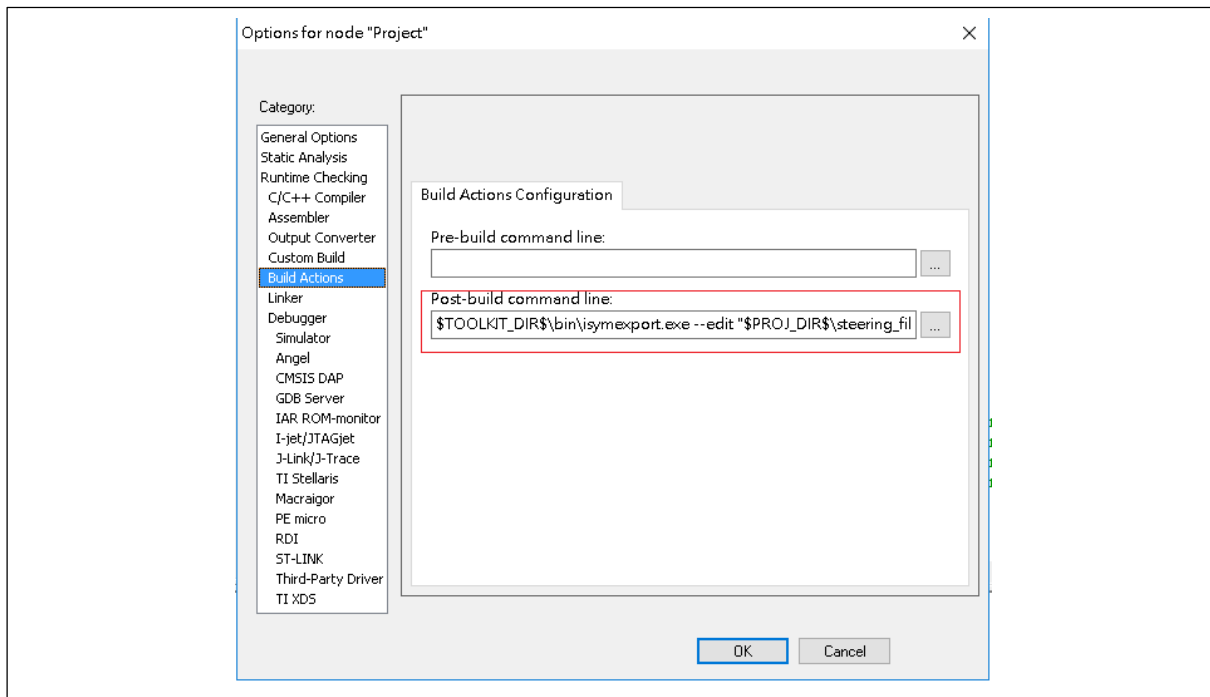 Options for node "Project"
Category:
General Options
Static Analysis
Runtime Checking
C/C++ Compiler
Assembler
Output Converter
Custom Build
Build Actions
Linker
Debugger
Simulator
Angel
CMSIS DAP
GDB Server
IAR ROM-monitor
I-jet/JTAGjet
J-Link/J-Trace
TI Stellaris
Macraigor
PE micro
RDI
ST-LINK
Third-Party Driver
TI XDS
Build Actions Configuration
Pre-build command line:
...
Post-build command line:
$TOOLKIT_DIR$\bin\isymexport.exe --edit "$PROJ_DIR$\steering_fil
...
OK
Cancel